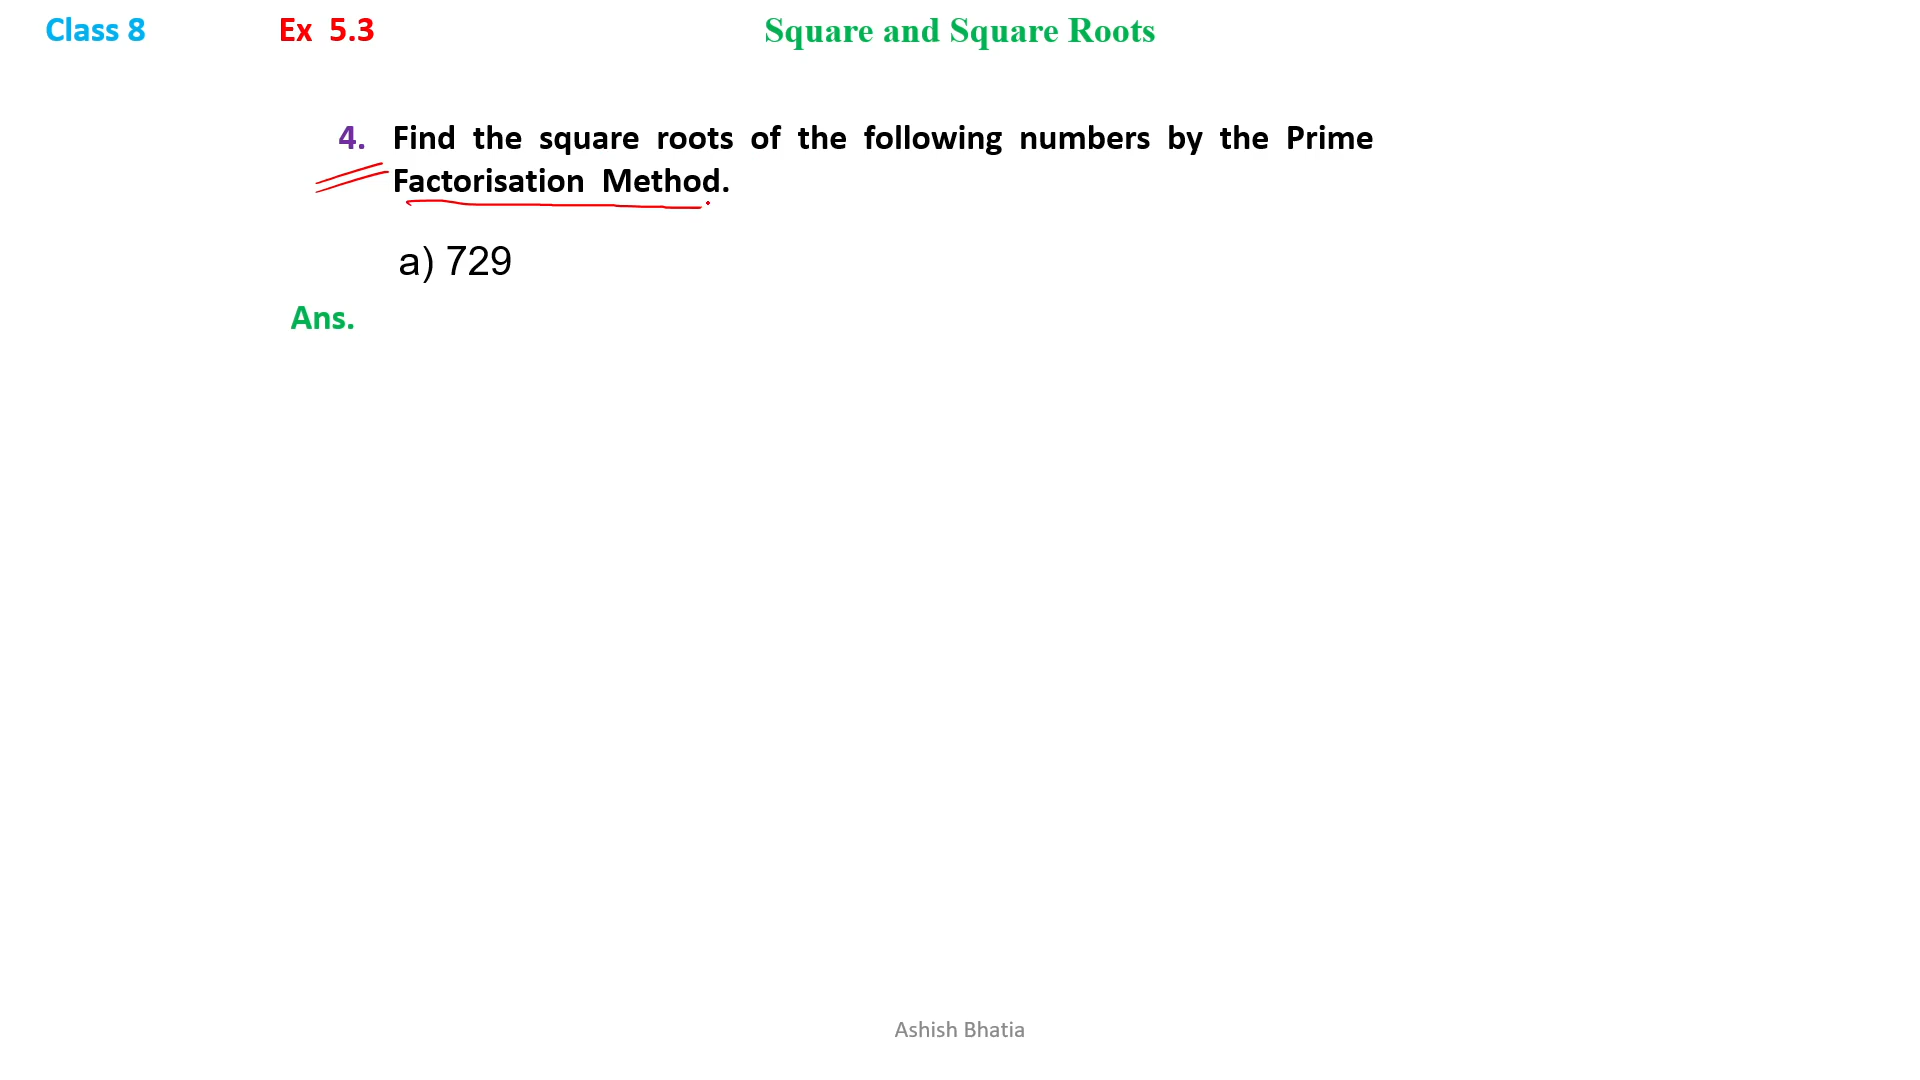 Class 8 Ex 5.3 Square and Square Roots
4. Find the square roots of the following numbers by the Prime
Factorisation Method.
a) 729
Ans.
Ashish Bhatia